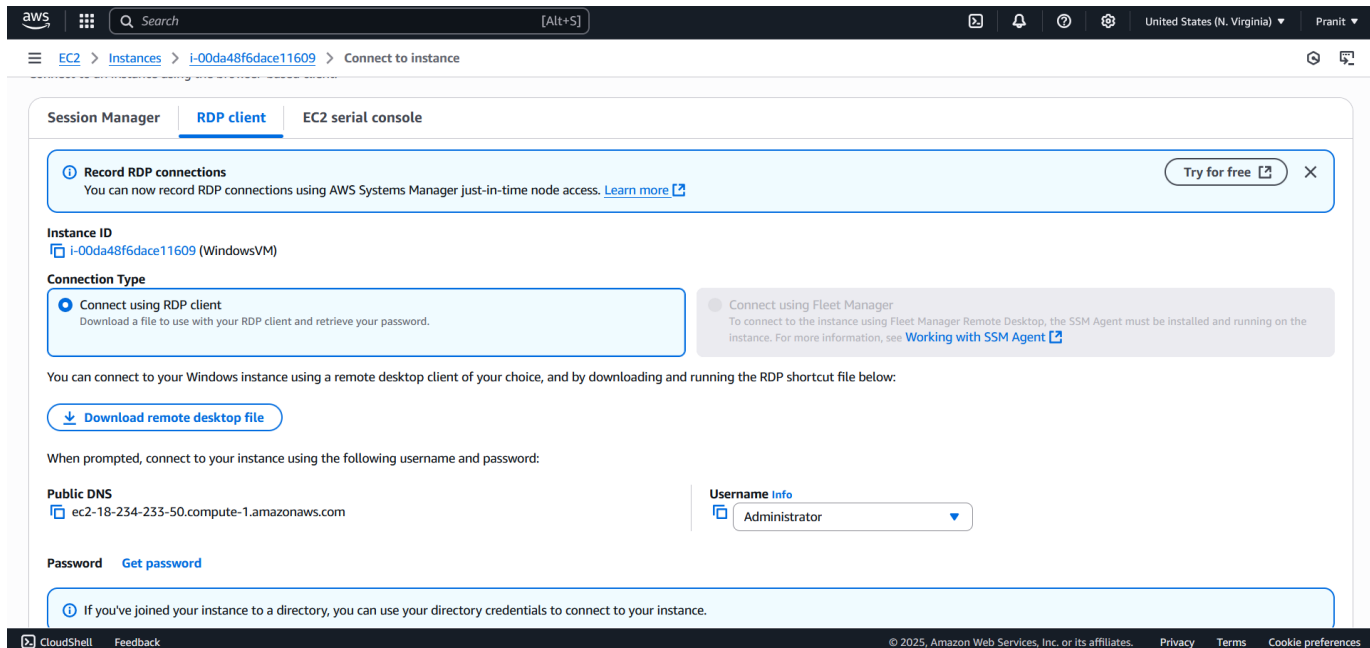 aws
Search [Alt+S] United States (N. Virginia) Pranit
EC2 > Instances > i-00da48f6dace11609 > Connect to instance
Connect to an instance using the browser-based client.
Session Manager RDP client EC2 serial console
Record RDP connections
You can now record RDP connections using AWS Systems Manager just-in-time node access. Learn more
Try for free
Instance ID
i-00da48f6dace11609 (WindowsVM)
Connection Type
Connect using RDP client
Download a file to use with your RDP client and retrieve your password.
Connect using Fleet Manager
To connect to the instance using Fleet Manager Remote Desktop, the SSM Agent must be installed and running on the
instance. For more information, see Working with SSM Agent
You can connect to your Windows instance using a remote desktop client of your choice, and by downloading and running the RDP shortcut file below:
Download remote desktop file
When prompted, connect to your instance using the following username and password:
Public DNS
ec2-18-234-233-50.compute-1.amazonaws.com
Username Info
Administrator
Password Get password
If you've joined your instance to a directory, you can use your directory credentials to connect to your instance.
CloudShell Feedback © 2025, Amazon Web Services, Inc. or its affiliates. Privacy Terms Cookie preferences